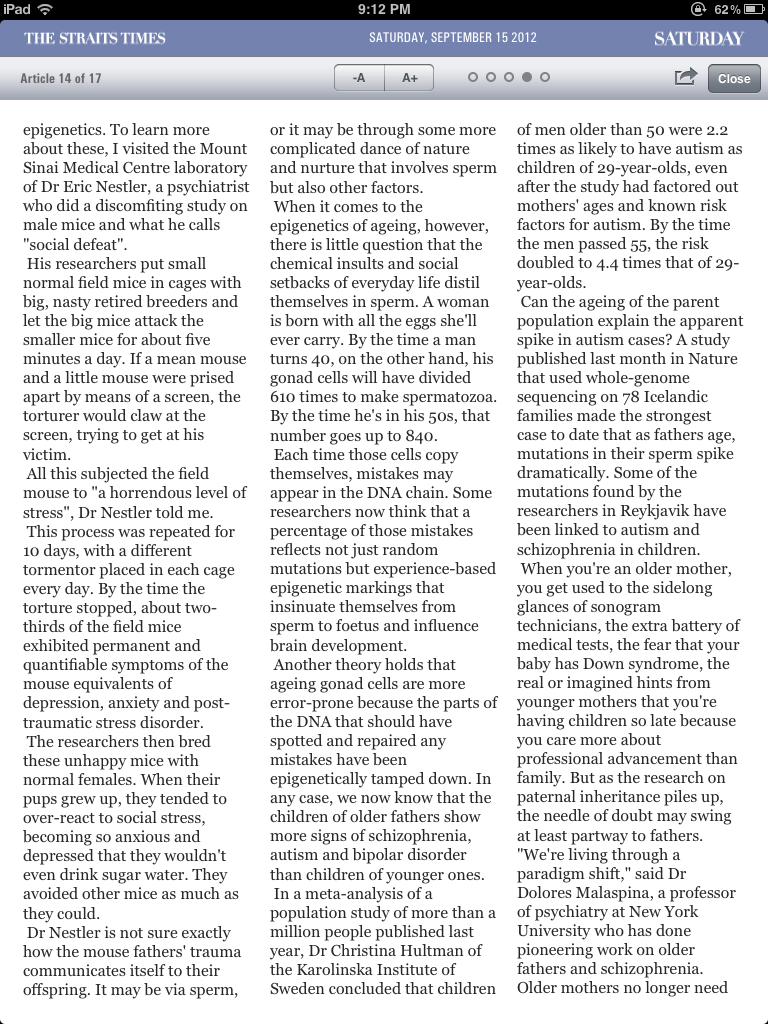 iPad
9:12 PM
62%
THE STRAITS TIMES
SATURDAY, SEPTEMBER 15 2012
SATURDAY
Article 14 of 17
-A
A+
Close
epigenetics. To learn more
about these, I visited the Mount
Sinai Medical Centre laboratory
of Dr Eric Nestler, a psychiatrist
who did a discomfiting study on
male mice and what he calls
"social defeat".
His researchers put small
normal field mice in cages with
big, nasty retired breeders and
let the big mice attack the
smaller mice for about five
minutes a day. If a mean mouse
and a little mouse were prised
apart by means of a screen, the
torturer would claw at the
screen, trying to get at his
victim.
All this subjected the field
mouse to "a horrendous level of
stress", Dr Nestler told me.
This process was repeated for
10 days, with a different
tormentor placed in each cage
every day. By the time the
torture stopped, about two-
thirds of the field mice
exhibited permanent and
quantifiable symptoms of the
mouse equivalents of
depression, anxiety and post-
traumatic stress disorder.
The researchers then bred
these unhappy mice with
normal females. When their
pups grew up, they tended to
over-react to social stress,
becoming so anxious and
depressed that they wouldn't
even drink sugar water. They
avoided other mice as much as
they could.
Dr Nestler is not sure exactly
how the mouse fathers' trauma
communicates itself to their
offspring. It may be via sperm,
or it may be through some more
complicated dance of nature
and nurture that involves sperm
but also other factors.
When it comes to the
epigenetics of ageing, however,
there is little question that the
chemical insults and social
setbacks of everyday life distil
themselves in sperm. A woman
is born with all the eggs she'll
ever carry. By the time a man
turns 40, on the other hand, his
gonad cells will have divided
610 times to make spermatozoa.
By the time he's in his 50s, that
number goes up to 840.
Each time those cells copy
themselves, mistakes may
appear in the DNA chain. Some
researchers now think that a
percentage of those mistakes
reflects not just random
mutations but experience-based
epigenetic markings that
insinuate themselves from
sperm to foetus and influence
brain development.
Another theory holds that
ageing gonad cells are more
error-prone because the parts of
the DNA that should have
spotted and repaired any
mistakes have been
epigenetically tamped down. In
any case, we now know that the
children of older fathers show
more signs of schizophrenia,
autism and bipolar disorder
than children of younger ones.
In a meta-analysis of a
population study of more than a
million people published last
year, Dr Christina Hultman of
the Karolinska Institute of
Sweden concluded that children
of men older than 50 were 2.2
times as likely to have autism as
children of 29-year-olds, even
after the study had factored out
mothers' ages and known risk
factors for autism. By the time
the men passed 55, the risk
doubled to 4.4 times that of 29-
year-olds.
Can the ageing of the parent
population explain the apparent
spike in autism cases? A study
published last month in Nature
that used whole-genome
sequencing on 78 Icelandic
families made the strongest
case to date that as fathers age,
mutations in their sperm spike
dramatically. Some of the
mutations found by the
researchers in Reykjavik have
been linked to autism and
schizophrenia in children.
When you're an older mother,
you get used to the sidelong
glances of sonogram
technicians, the extra battery of
medical tests, the fear that your
baby has Down syndrome, the
real or imagined hints from
younger mothers that you're
having children so late because
you care more about
professional advancement than
family. But as the research on
paternal inheritance piles up,
the needle of doubt may swing
at least partway to fathers.
"We're living through a
paradigm shift," said Dr
Dolores Malaspina, a professor
of psychiatry at New York
University who has done
pioneering work on older
fathers and schizophrenia.
Older mothers no longer need